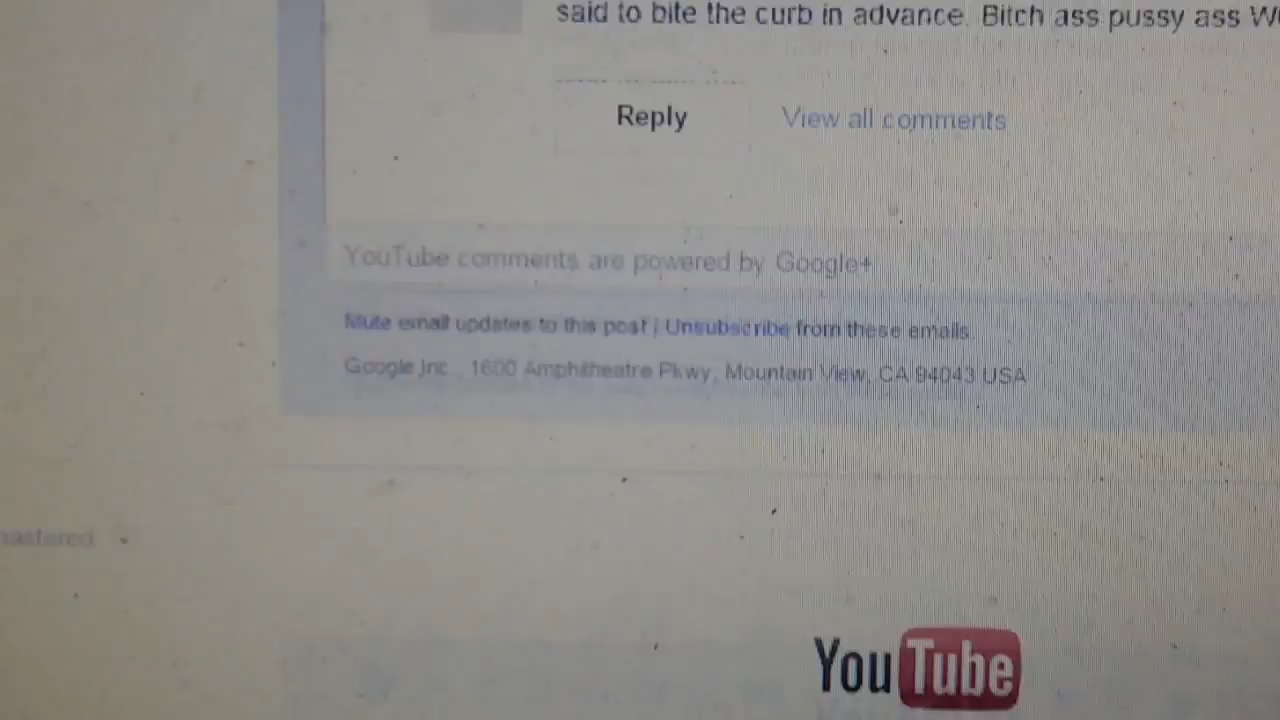 said to bite the curb in advance. Bitch ass pussy ass
Reply
View all comments
YouTube comments are powered by Google+
Mute email updates to this post | Unsubscribe from these emails.
Google Inc., 1600 Amphitheatre Pkwy, Mountain View, CA 94043 USA
YouTube